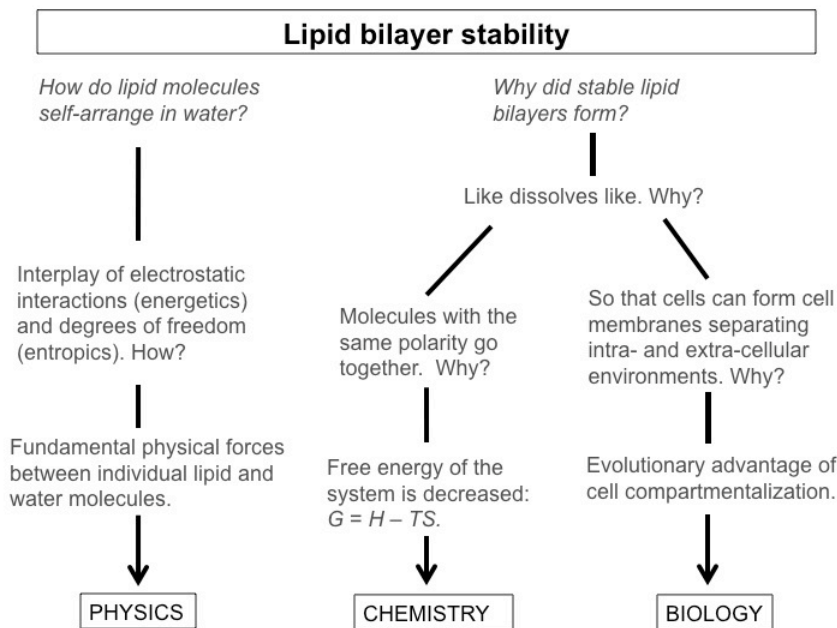 Lipid bilayer stability
How do lipid molecules
self-arrange in water?
Interplay of electrostatic
interactions (energetics)
and degrees of freedom
(entropics). How?
Fundamental physical forces
between individual lipid and
water molecules.
PHYSICS
Why did stable lipid
bilayers form?
Like dissolves like. Why?
Molecules with the
same polarity go
together.  Why?
Free energy of the
system is decreased:
G = H – TS.
CHEMISTRY
So that cells can form cell
membranes separating
intra- and extra-cellular
environments. Why?
Evolutionary advantage of
cell compartmentalization.
BIOLOGY